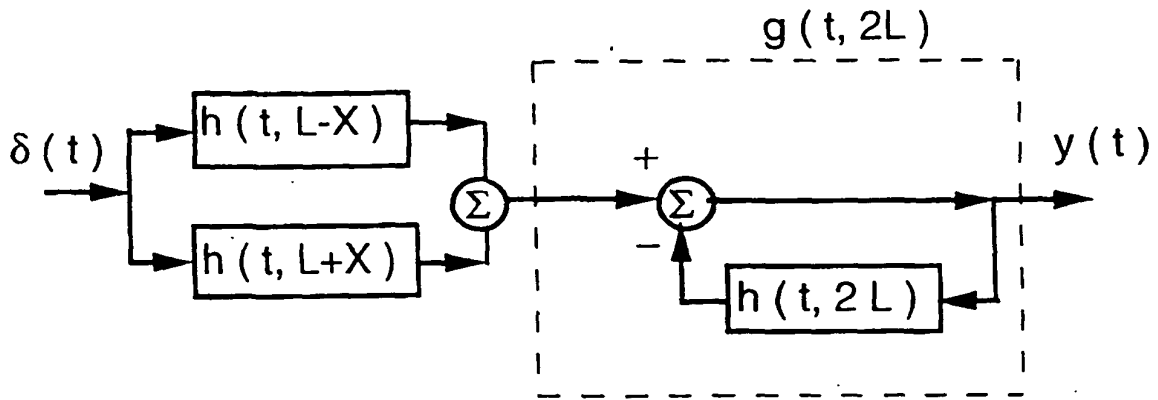 g ( t, 2L )
δ ( t )
h ( t, L-X )
+
y ( t )
Σ
Σ
−
h ( t, L+X )
h ( t, 2 L )